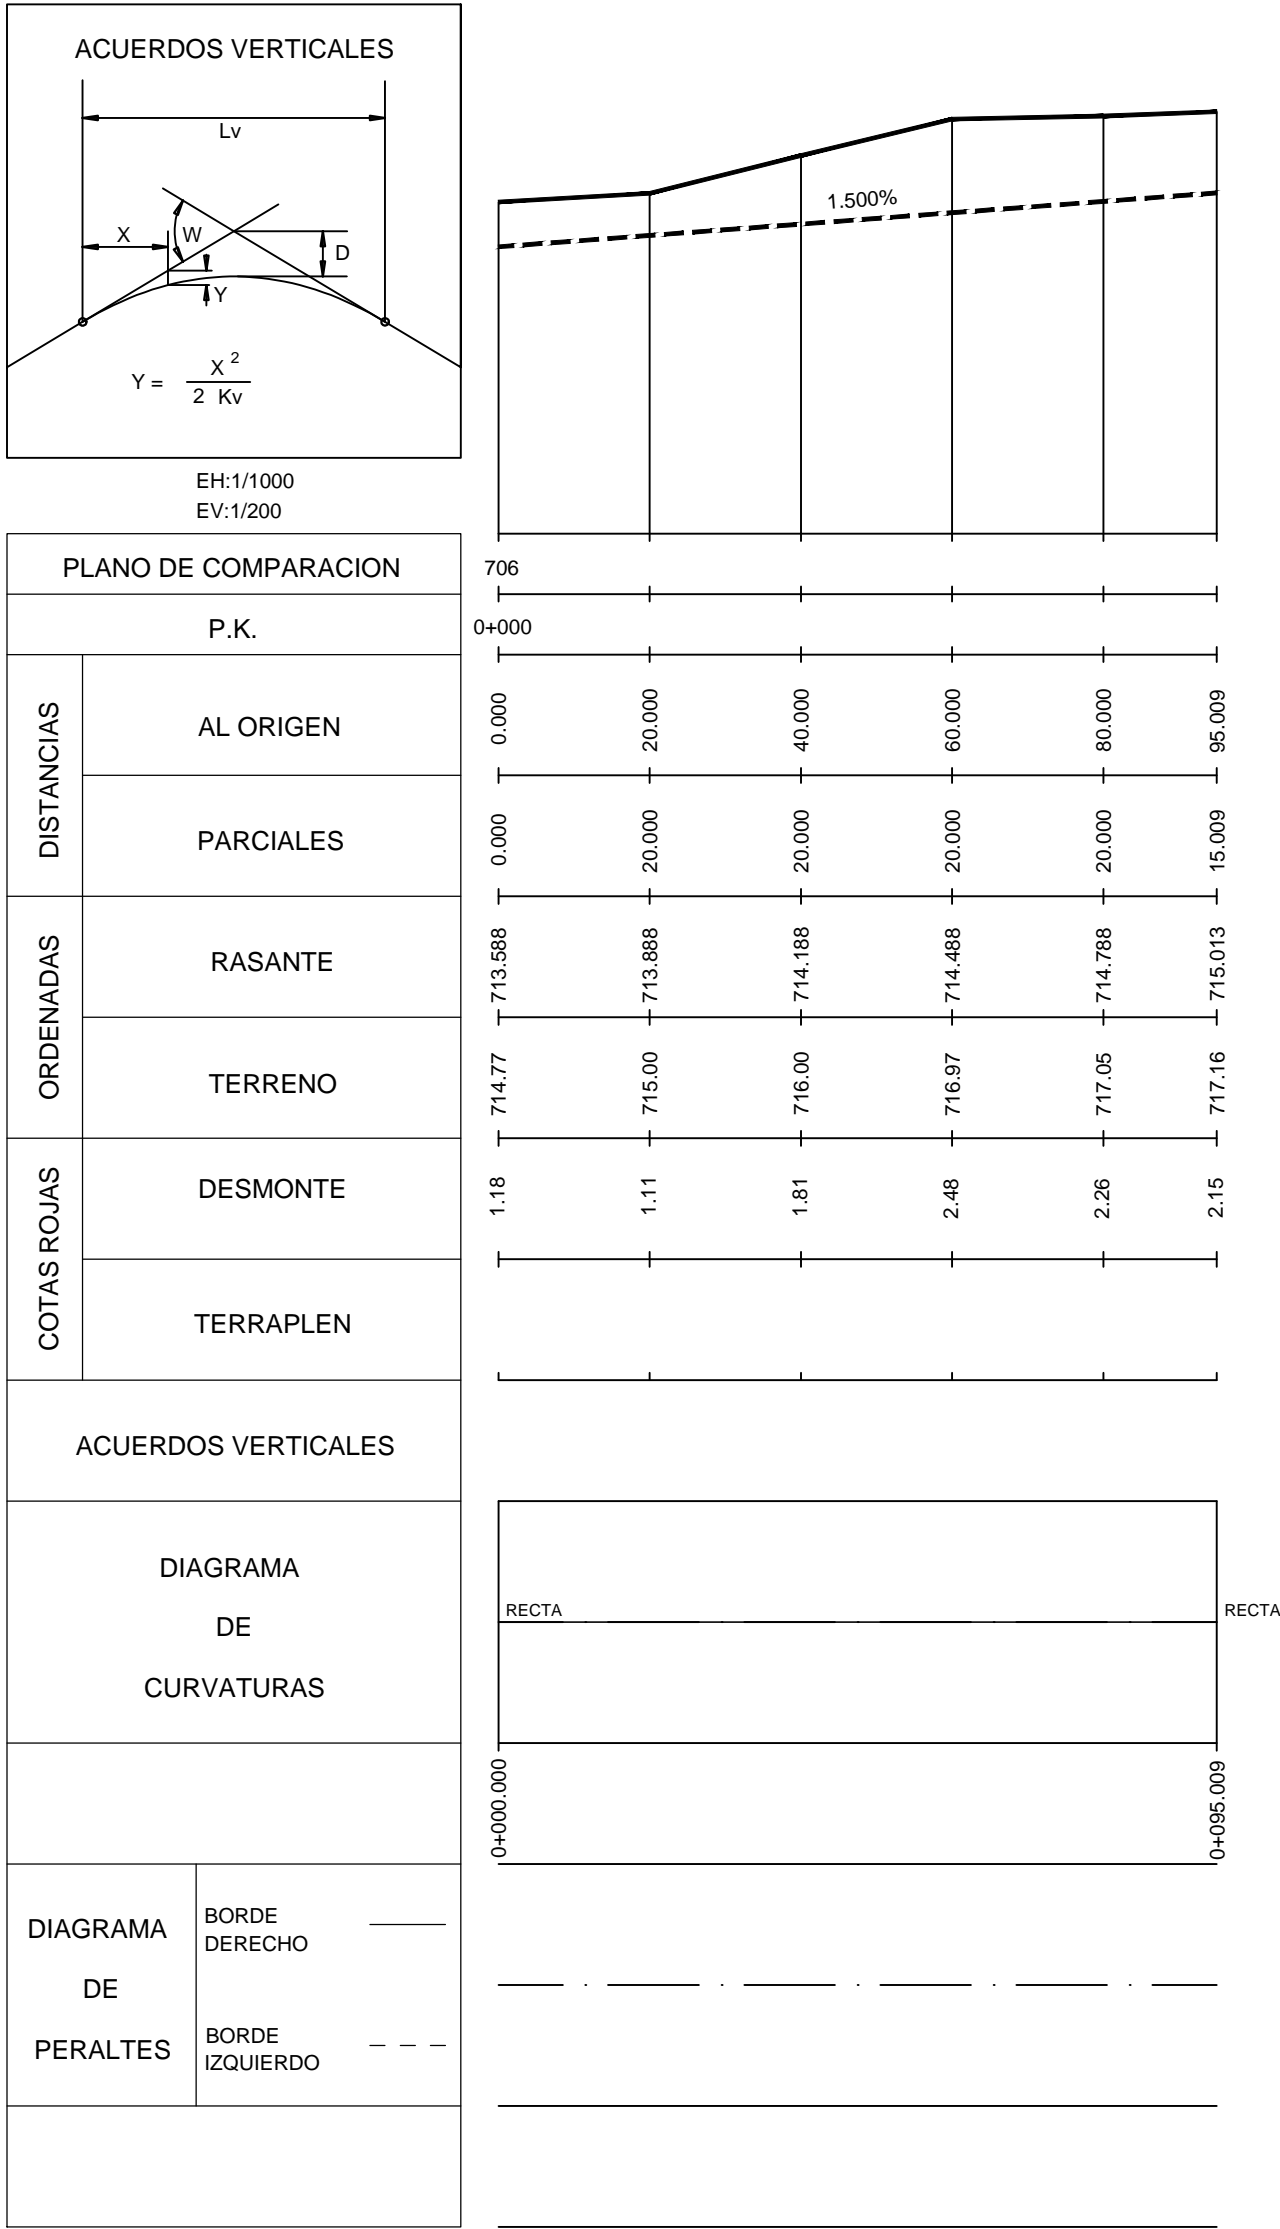 ACUERDOS VERTICALES
Lv
X
W
D
Y
Y = X 2
2 Kv
1.500%
EH:1/1000
EV:1/200
PLANO DE COMPARACION
706
P.K.
0+000
DISTANCIAS
AL ORIGEN
0.000 20.000 40.000 60.000 80.000 95.009
PARCIALES
0.000 20.000 20.000 20.000 20.000 15.009
ORDENADAS
RASANTE
713.588 713.888 714.188 714.488 714.788 715.013
TERRENO
714.77 715.00 716.00 716.97 717.05 717.16
COTAS ROJAS
DESMONTE
1.18 1.11 1.81 2.48 2.26 2.15
TERRAPLEN
ACUERDOS VERTICALES
DIAGRAMA
DE
CURVATURAS
RECTA
RECTA
0+000.000
0+095.009
DIAGRAMA
DE
PERALTES
BORDE
DERECHO
BORDE
IZQUIERDO